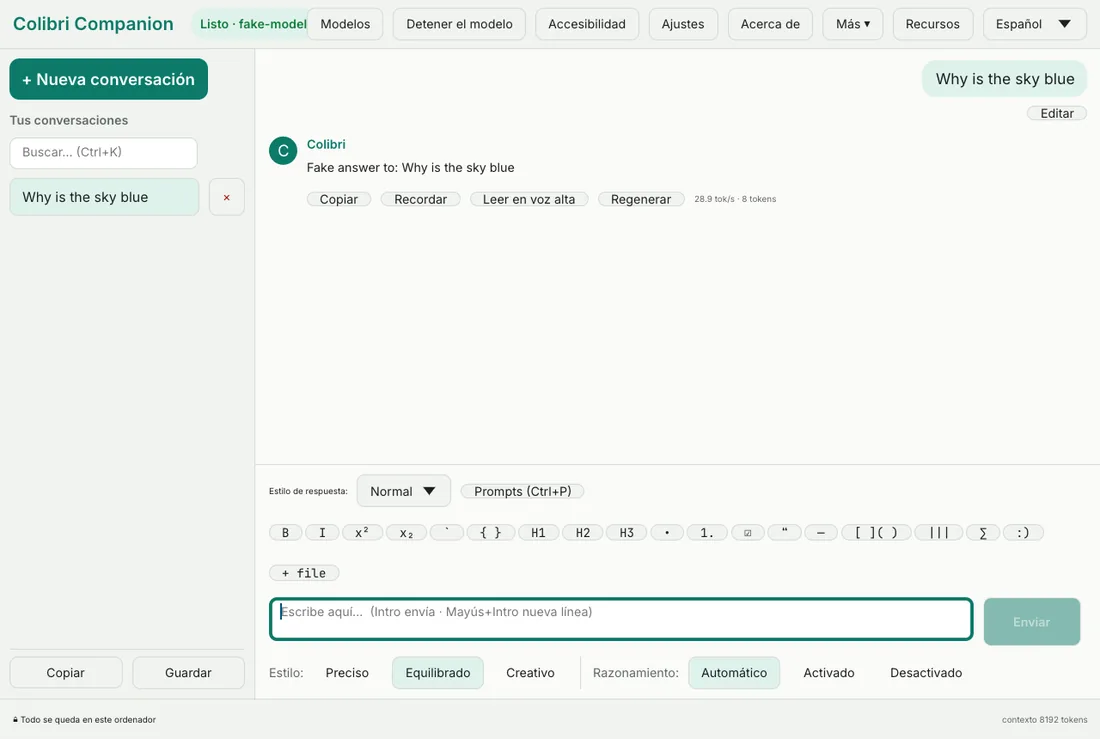 Colibri Companion Listo · fake-model Modelos Detener el modelo Accesibilidad Ajustes Acerca de Más ▾ Recursos Español ▼
+ Nueva conversación
Tus conversaciones
Buscar... (Ctrl+K)
Why is the sky blue ×
Why is the sky blue
Editar
C Colibri
Fake answer to: Why is the sky blue
Copiar Recordar Leer en voz alta Regenerar 28.9 tok/s · 8 tokens
Estilo de respuesta: Normal ▼ Prompts (Ctrl+P)
B I x² x₂ ` { } H1 H2 H3 • 1. ☑ “ — [ ]( ) ||| ∑ :)
+ file
Escribe aquí... (Intro envía · Mayús+Intro nueva línea) Enviar
Estilo: Preciso Equilibrado Creativo Razonamiento: Automático Activado Desactivado
Copiar Guardar
Todo se queda en este ordenador contexto 8192 tokens